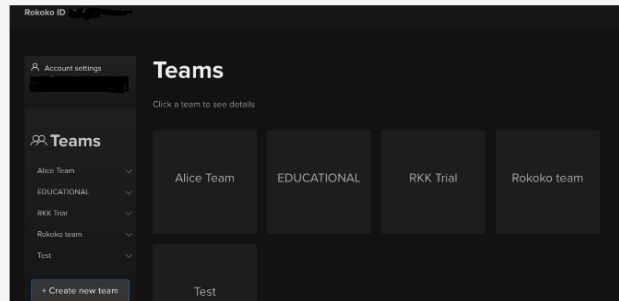 Rokoko ID
Account settings
Teams
Alice Team
EDUCATIONAL
RKK Trial
Rokoko team
Test
+ Create new team
Teams
Click a team to see details
Alice Team
EDUCATIONAL
RKK Trial
Rokoko team
Test